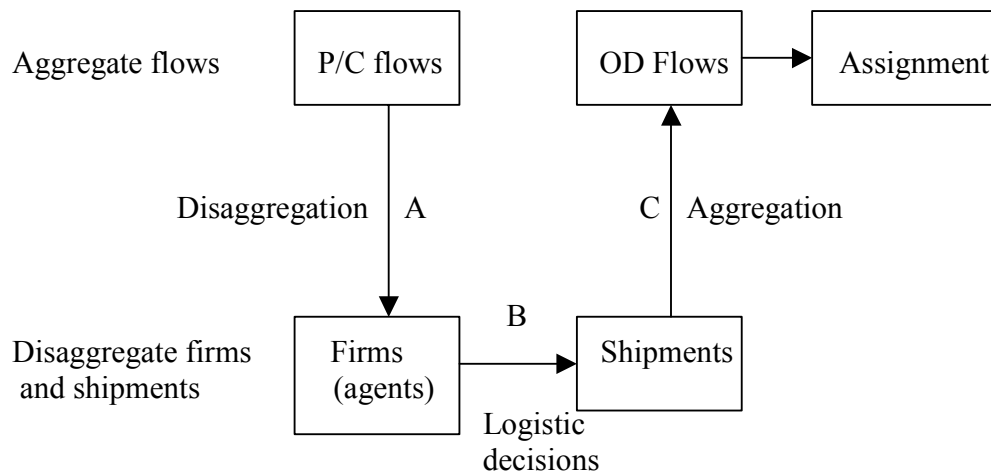 Aggregate flows
P/C flows
OD Flows
Assignment
Disaggregation
A
C
Aggregation
B
Disaggregate firms
and shipments
Firms
(agents)
Shipments
Logistic
decisions